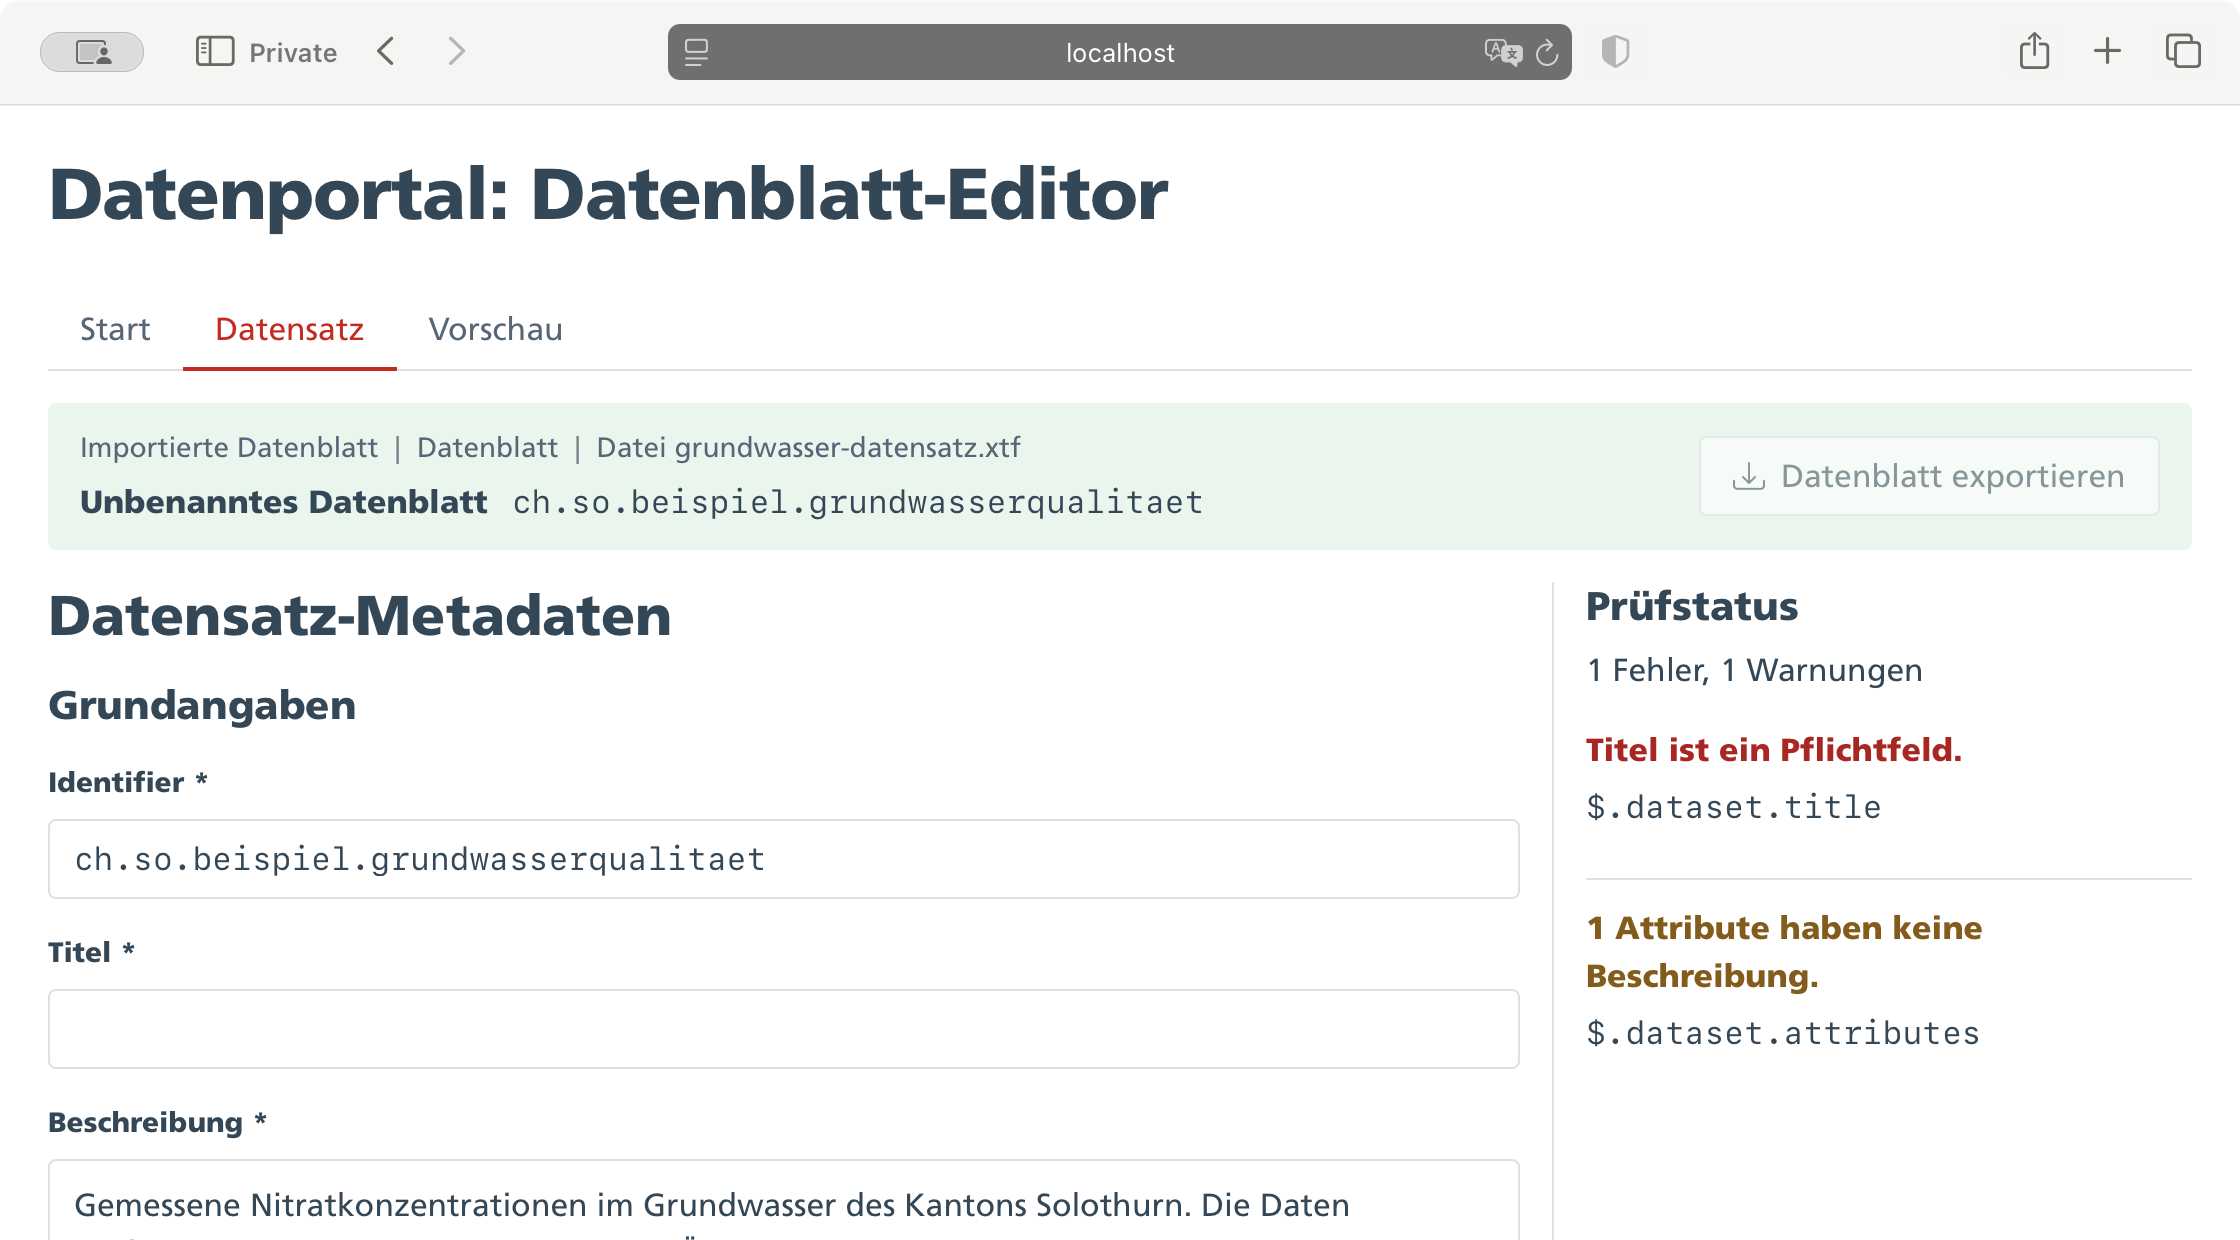 Private
localhost
Datenportal: Datenblatt-Editor
Start
Datensatz
Vorschau
Importierte Datenblatt | Datenblatt | Datei grundwasser-datensatz.xtf
Unbenanntes Datenblatt ch.so.beispiel.grundwasserqualitaet
Datenblatt exportieren
Datensatz-Metadaten
Grundangaben
Identifier *
ch.so.beispiel.grundwasserqualitaet
Titel *
Beschreibung *
Gemessene Nitratkonzentrationen im Grundwasser des Kantons Solothurn. Die Daten
Prüfstatus
1 Fehler, 1 Warnungen
Titel ist ein Pflichtfeld.
$.dataset.title
1 Attribute haben keine
Beschreibung.
$.dataset.attributes